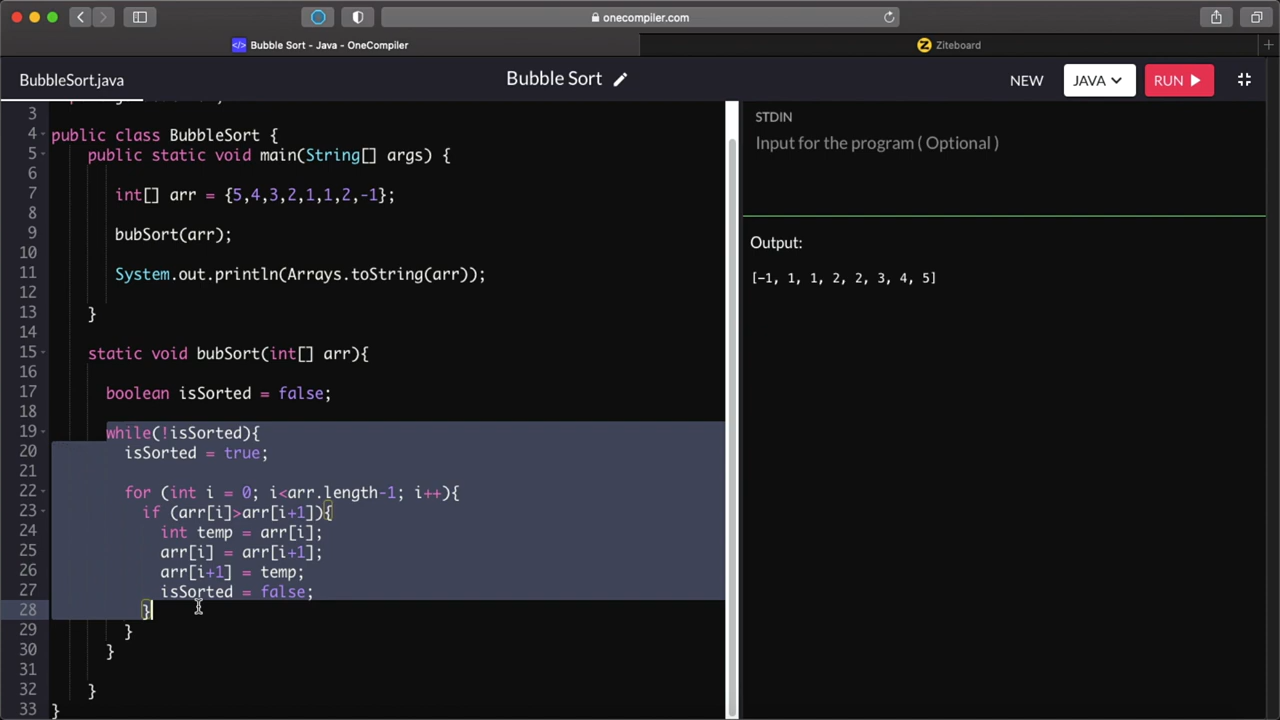 onecompiler.com
Bubble Sort - Java - OneCompiler
Ziteboard
BubbleSort.java
Bubble Sort
NEW
JAVA
RUN
3
4 public class BubbleSort {
5 public static void main(String[] args) {
6
7 int[] arr = {5,4,3,2,1,1,2,-1};
8
9 bubSort(arr);
10
11 System.out.println(Arrays.toString(arr));
12
13 }
14
15 static void bubSort(int[] arr){
16
17 boolean isSorted = false;
18
19 while(!isSorted){
20 isSorted = true;
21
22 for (int i = 0; i<arr.length-1; i++){
23 if (arr[i]>arr[i+1]){
24 int temp = arr[i];
25 arr[i] = arr[i+1];
26 arr[i+1] = temp;
27 isSorted = false;
28 }
29 }
30 }
31
32 }
33 }
STDIN
Input for the program ( Optional )
Output:
[-1, 1, 1, 2, 2, 3, 4, 5]